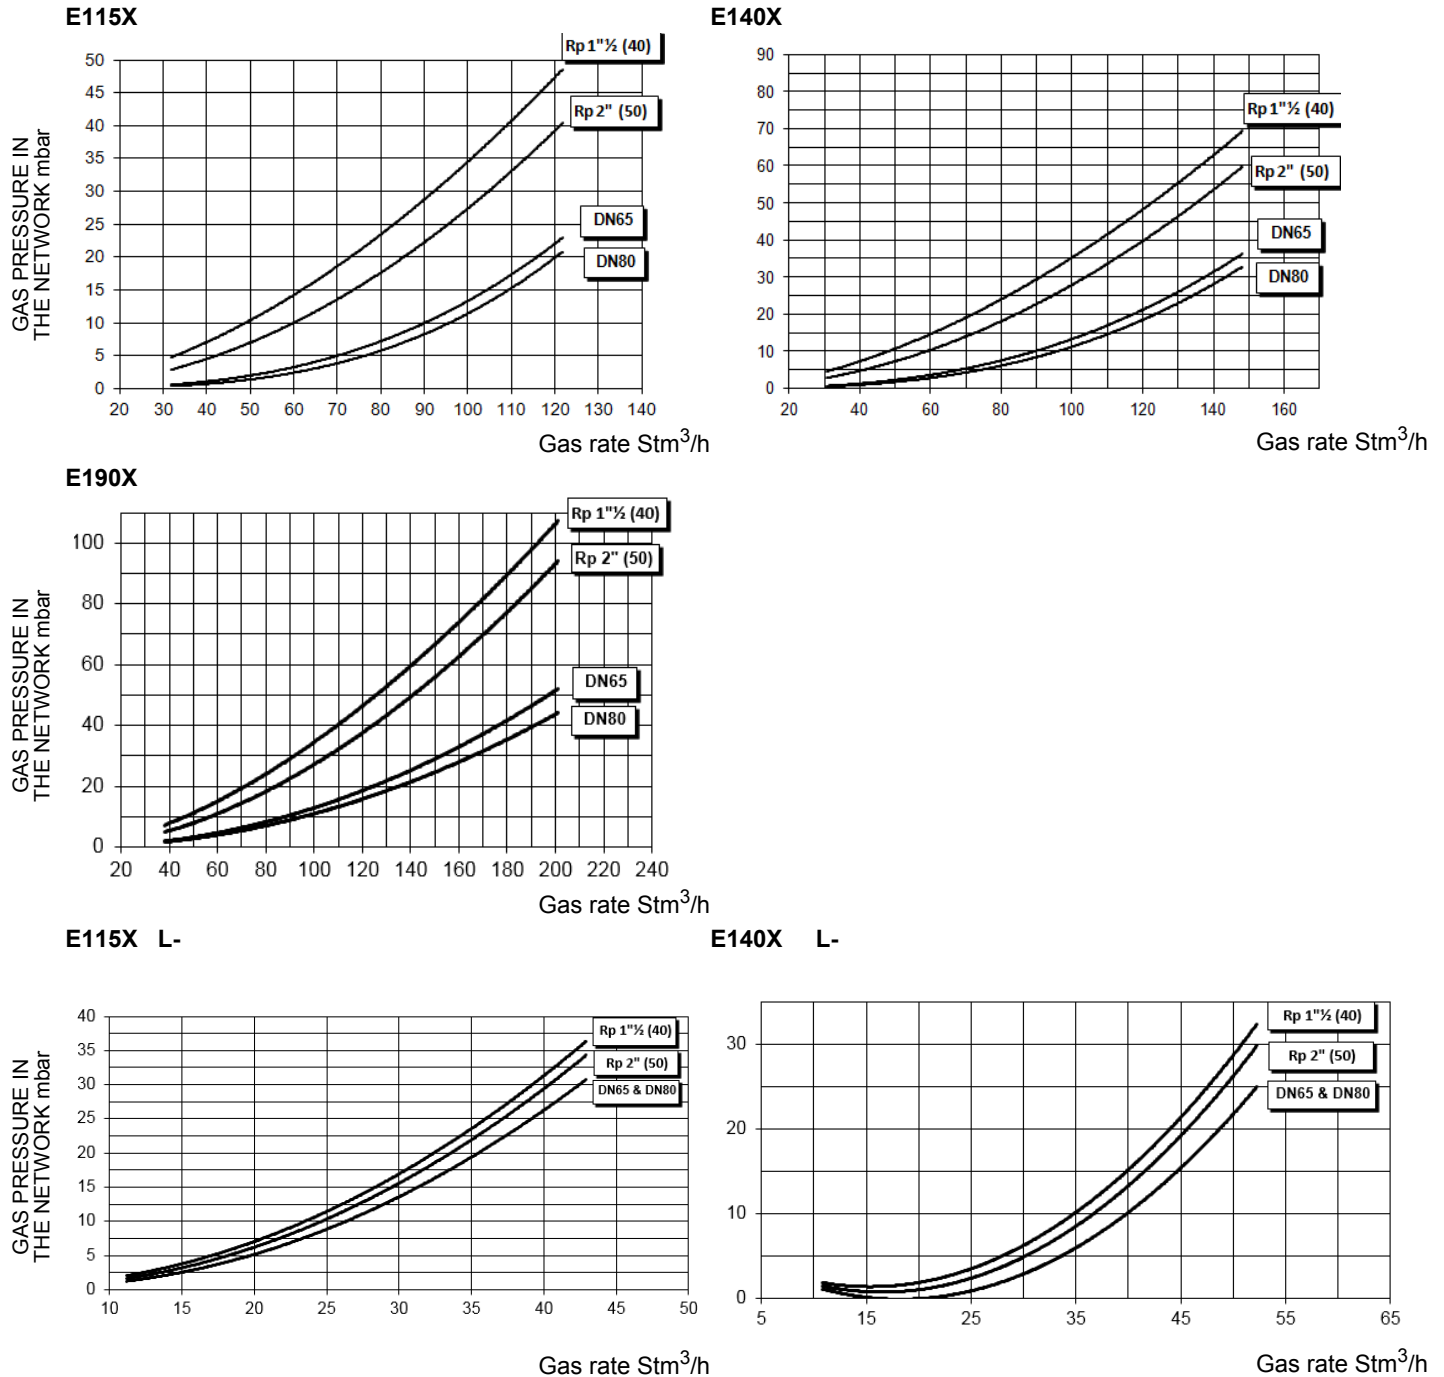 E115X
GAS PRESSURE IN
THE NETWORK mbar
50
45
40
35
30
25
20
15
10
5
0
Rp 1"½ (40)
Rp 2" (50)
DN65
DN80
20 30 40 50 60 70 80 90 100 110 120 130 140
Gas rate Stm³/h
E140X
90
80
70
60
50
40
30
20
10
0
Rp 1"½ (40)
Rp 2" (50)
DN65
DN80
20 40 60 80 100 120 140 160
Gas rate Stm³/h
E190X
GAS PRESSURE IN
THE NETWORK mbar
100
80
60
40
20
0
Rp 1"½ (40)
Rp 2" (50)
DN65
DN80
20 40 60 80 100 120 140 160 180 200 220 240
Gas rate Stm³/h
E115X L-
GAS PRESSURE IN
THE NETWORK mbar
40
35
30
25
20
15
10
5
0
Rp 1"½ (40)
Rp 2" (50)
DN65 & DN80
10 15 20 25 30 35 40 45 50
Gas rate Stm³/h
E140X L-
30
20
10
0
Rp 1"½ (40)
Rp 2" (50)
DN65 & DN80
5 15 25 35 45 55 65
Gas rate Stm³/h